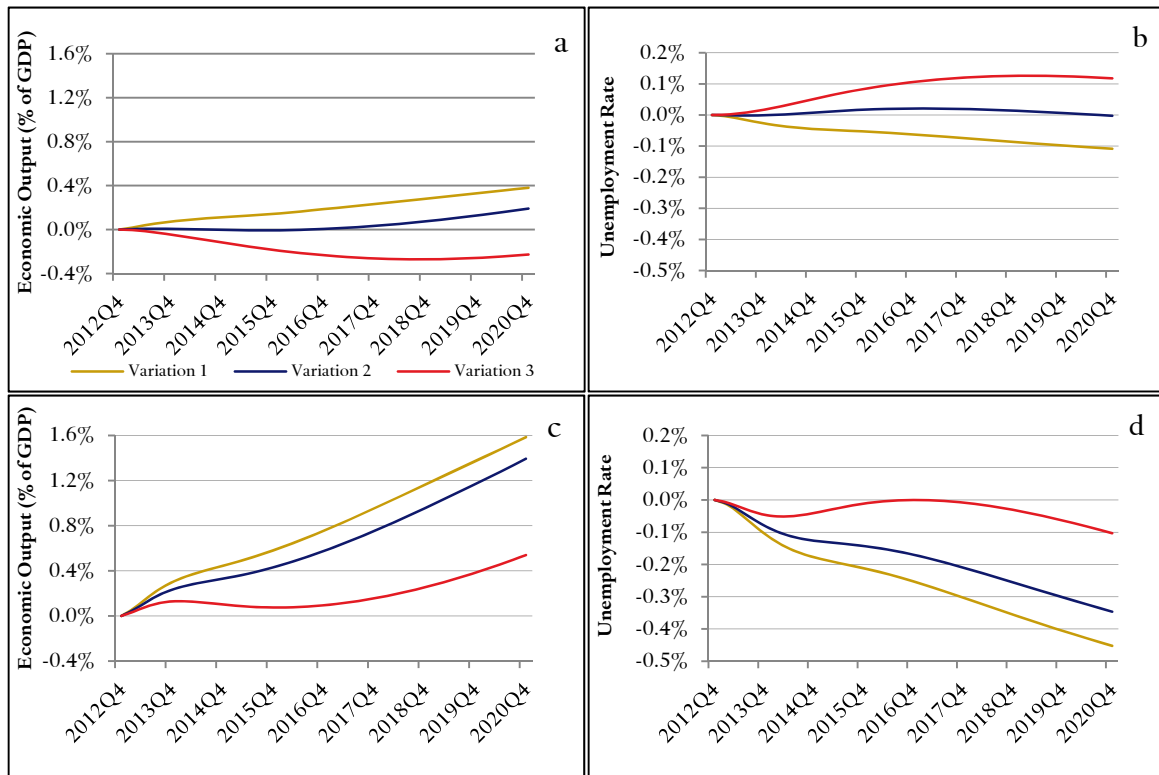 a
Economic Output (% of GDP)
1.6%
1.2%
0.8%
0.4%
0.0%
-0.4%
2012Q4
2013Q4
2014Q4
2015Q4
2016Q4
2017Q4
2018Q4
2019Q4
2020Q4
Variation 1 Variation 2 Variation 3
b
Unemployment Rate
0.2%
0.1%
0.0%
-0.1%
-0.2%
-0.3%
-0.4%
-0.5%
2012Q4
2013Q4
2014Q4
2015Q4
2016Q4
2017Q4
2018Q4
2019Q4
2020Q4
c
Economic Output (% of GDP)
1.6%
1.2%
0.8%
0.4%
0.0%
-0.4%
2012Q4
2013Q4
2014Q4
2015Q4
2016Q4
2017Q4
2018Q4
2019Q4
2020Q4
d
Unemployment Rate
0.2%
0.1%
0.0%
-0.1%
-0.2%
-0.3%
-0.4%
-0.5%
2012Q4
2013Q4
2014Q4
2015Q4
2016Q4
2017Q4
2018Q4
2019Q4
2020Q4